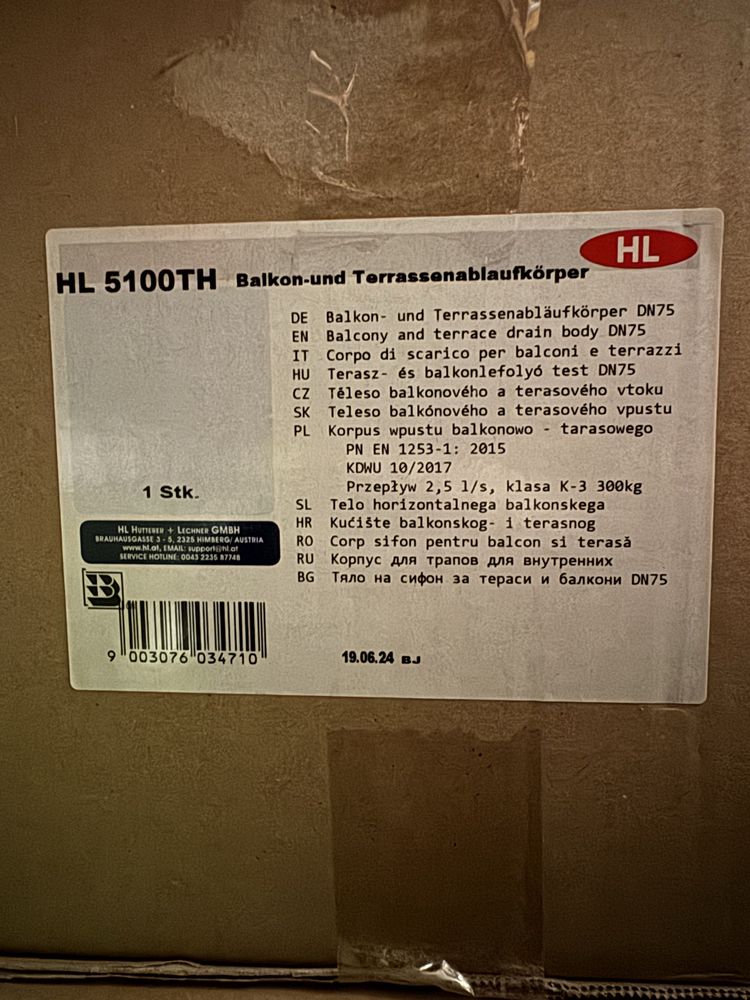 HL
HL 5100TH Balkon-und Terrassenablaufkörper
DE Balkon- und Terrassenabläufkörper DN75
EN Balcony and terrace drain body DN75
IT Corpo di scarico per balconi e terrazzi
HU Terasz- és balkonlefolyó test DN75
CZ Těleso balkonového a terasového vtoku
SK Teleso balkónového a terasového vpustu
PL Korpus wpustu balkonowo - tarasowego
PN EN 1253-1: 2015
KDWU 10/2017
Przepływ 2,5 l/s, klasa K-3 300kg
SL Telo horizontalnega balkonskega
HR Kućište balkonskog- i terasnog
RO Corp sifon pentru balcon si terasă
RU Корпус для трапов для внутренних
BG Тяло на сифон за тераси и балкони DN75
1 Stk.
HL HUTTERER + LECHNER GMBH
BRAUHAUSGASSE 3 - 5, 2325 HIMBERG/ AUSTRIA
www.hl.at, EMAIL: support@hl.at
SERVICE HOTLINE: 0043 2235 87748
B
9 003076 034710
19.06.24 BJ